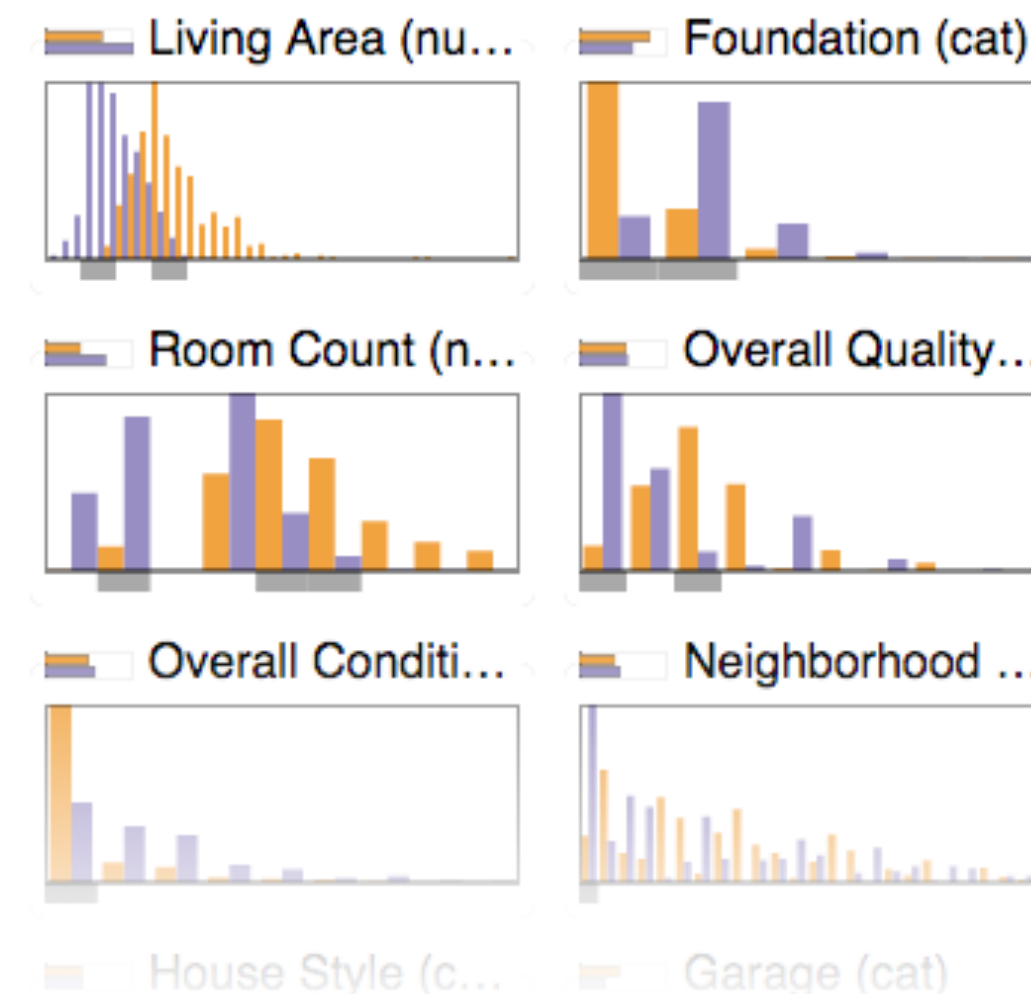 Living Area (nu...
Foundation (cat)
Room Count (n...
Overall Quality...
Overall Conditi...
Neighborhood ...
House Style (c...
Garage (cat)